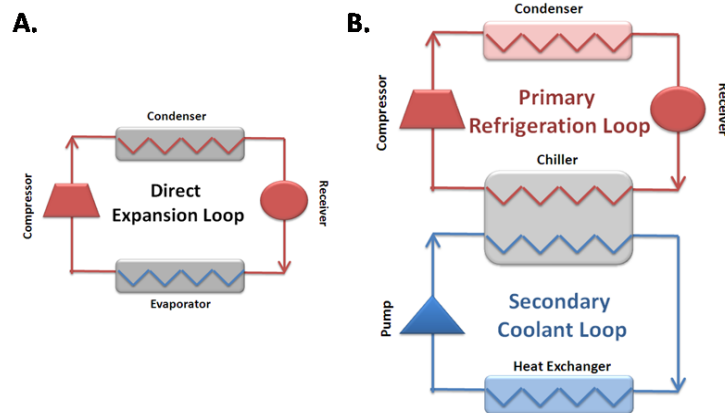 A.
Condenser
Compressor
Direct
Expansion Loop
Receiver
Evaporator
B.
Condenser
Compressor
Primary
Refrigeration Loop
Receiver
Chiller
Pump
Secondary
Coolant Loop
Heat Exchanger